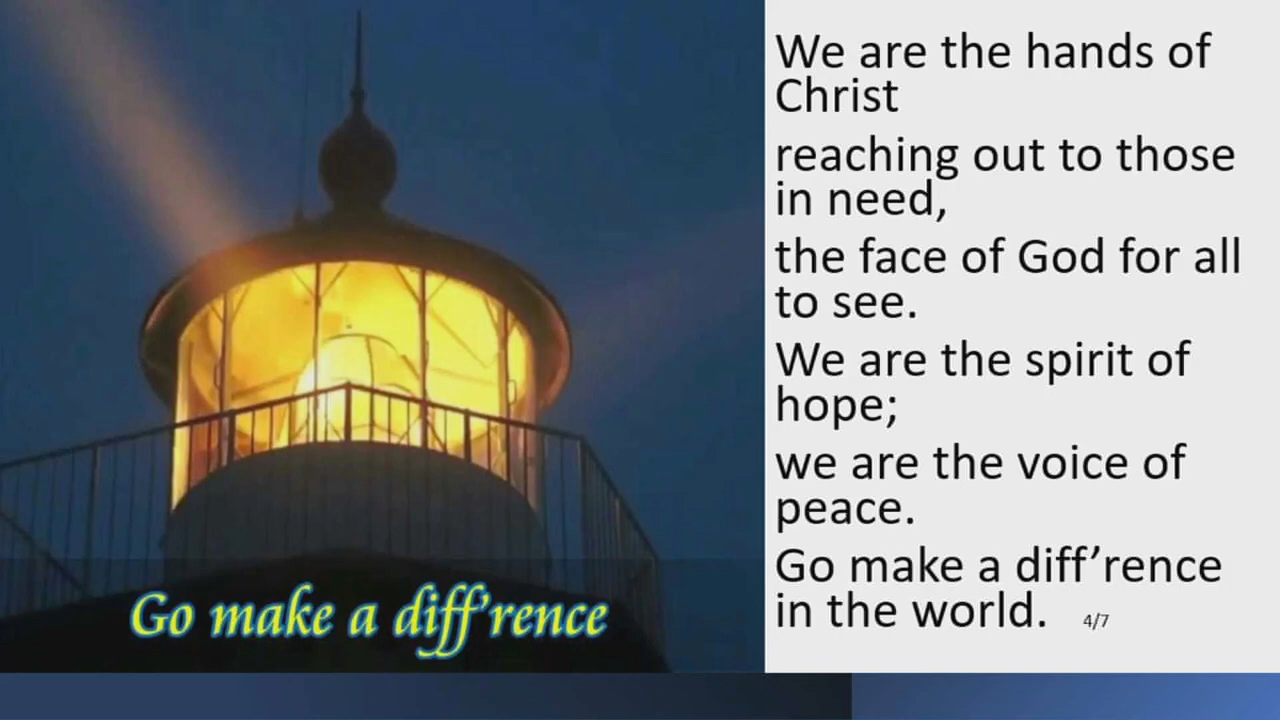 We are the hands of
Christ
reaching out to those
in need,
the face of God for all
to see.
We are the spirit of
hope;
we are the voice of
peace.
Go make a diff’rence
in the world. 4/7
Go make a diff’rence